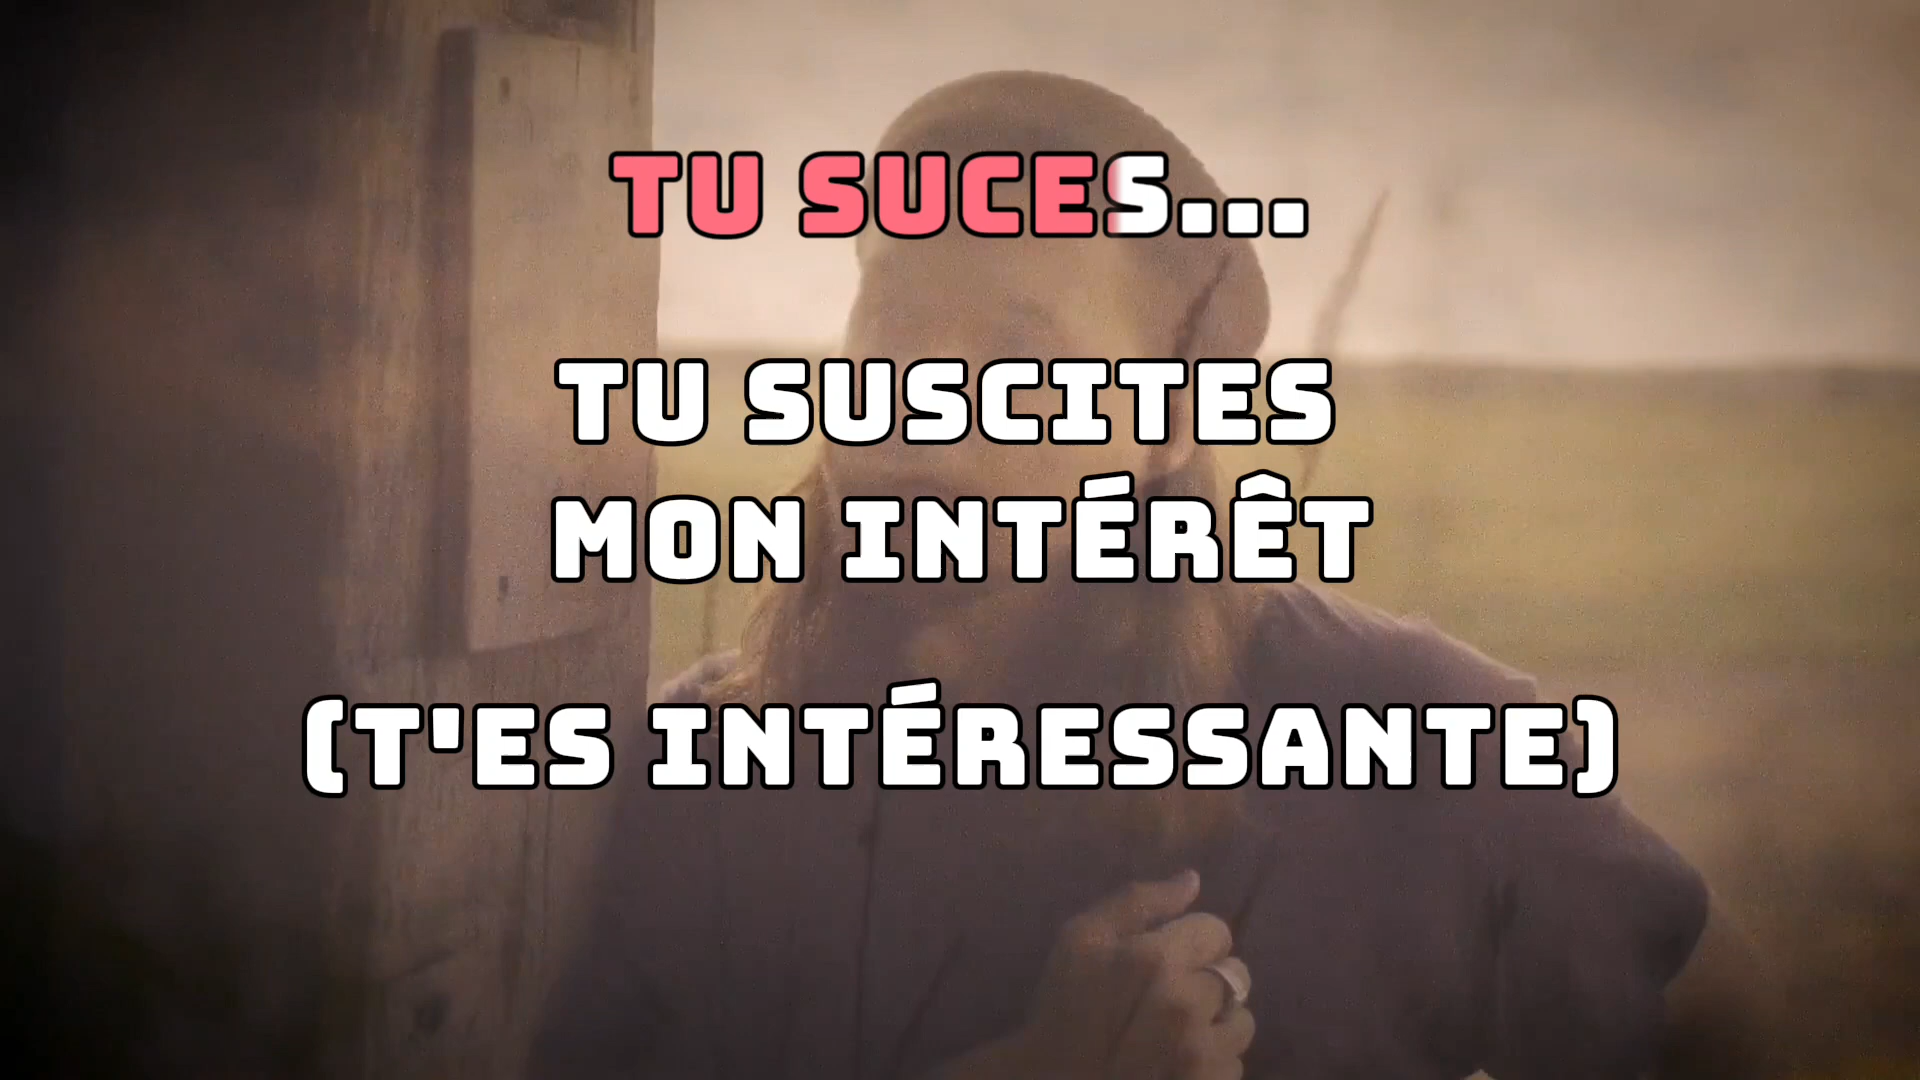 TU SUCES...
TU SUSCITES
MON INTÉRÊT
(T'ES INTÉRESSANTE)